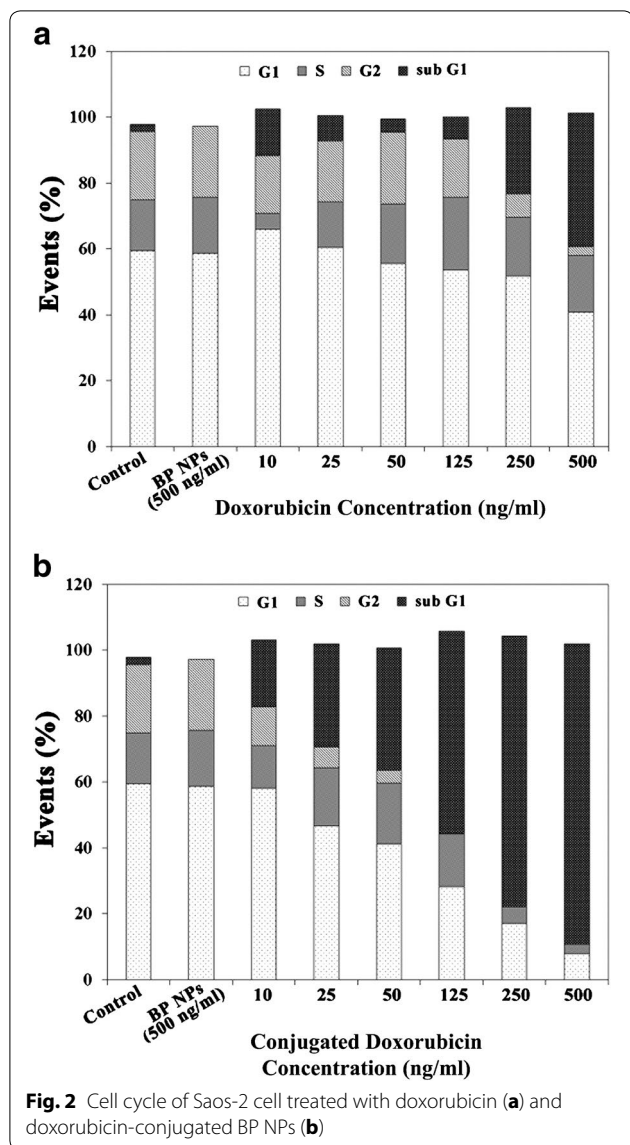 a
120
G1 S G2 sub G1
100
80
60
40
20
0
Events (%)
Control
BP NPs
(500 ng/ml)
10 25 50 125 250 500
Doxorubicin Concentration (ng/ml)
b
120
G1 S G2 sub G1
100
80
60
40
20
0
Events (%)
Control
BP NPs
(500 ng/ml)
10 25 50 125 250 500
Conjugated Doxorubicin
Concentration (ng/ml)
Fig. 2 Cell cycle of Saos-2 cell treated with doxorubicin (a) and
doxorubicin-conjugated BP NPs (b)